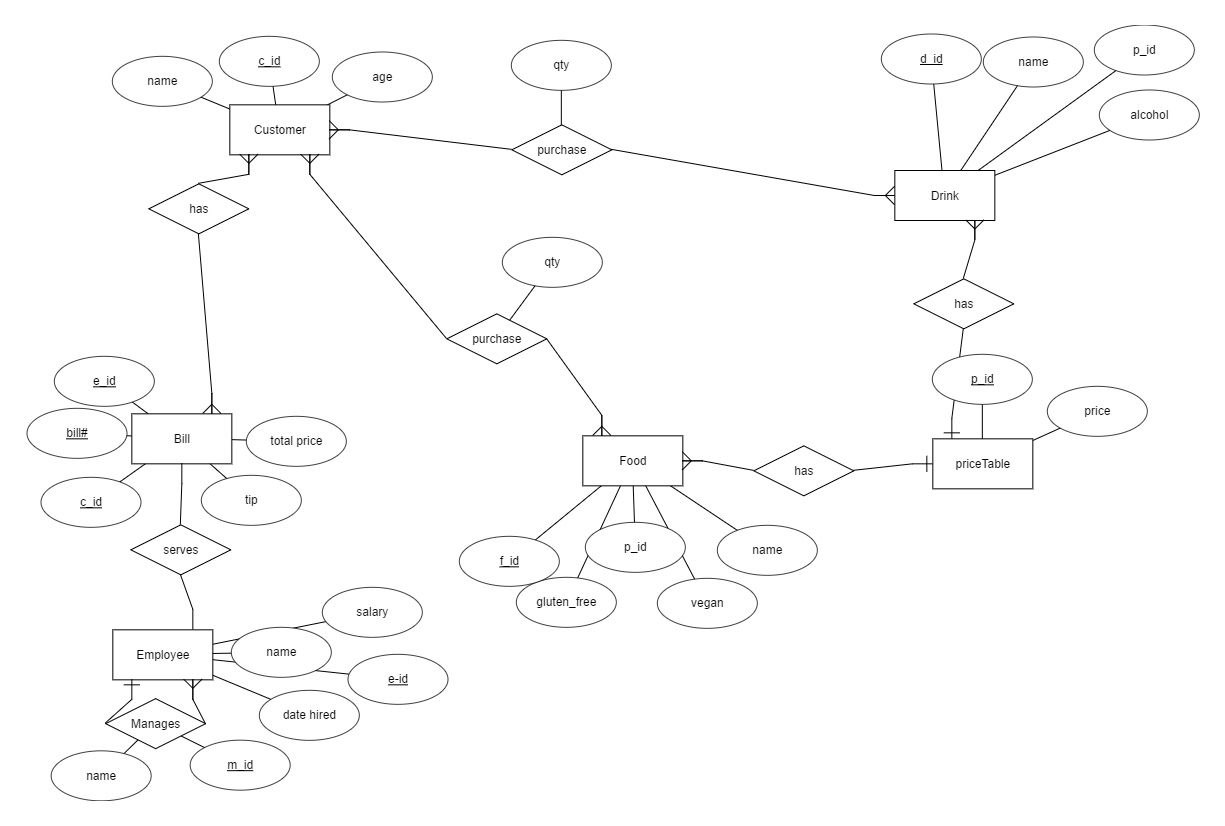 c_id
name
age
Customer
qty
purchase
d_id
name
p_id
alcohol
Drink
has
qty
purchase
has
e_id
bill#
Bill
total price
c_id
tip
serves
Food
has
p_id
price
priceTable
f_id
p_id
name
gluten_free
vegan
salary
Employee
name
e-id
date hired
Manages
name
m_id